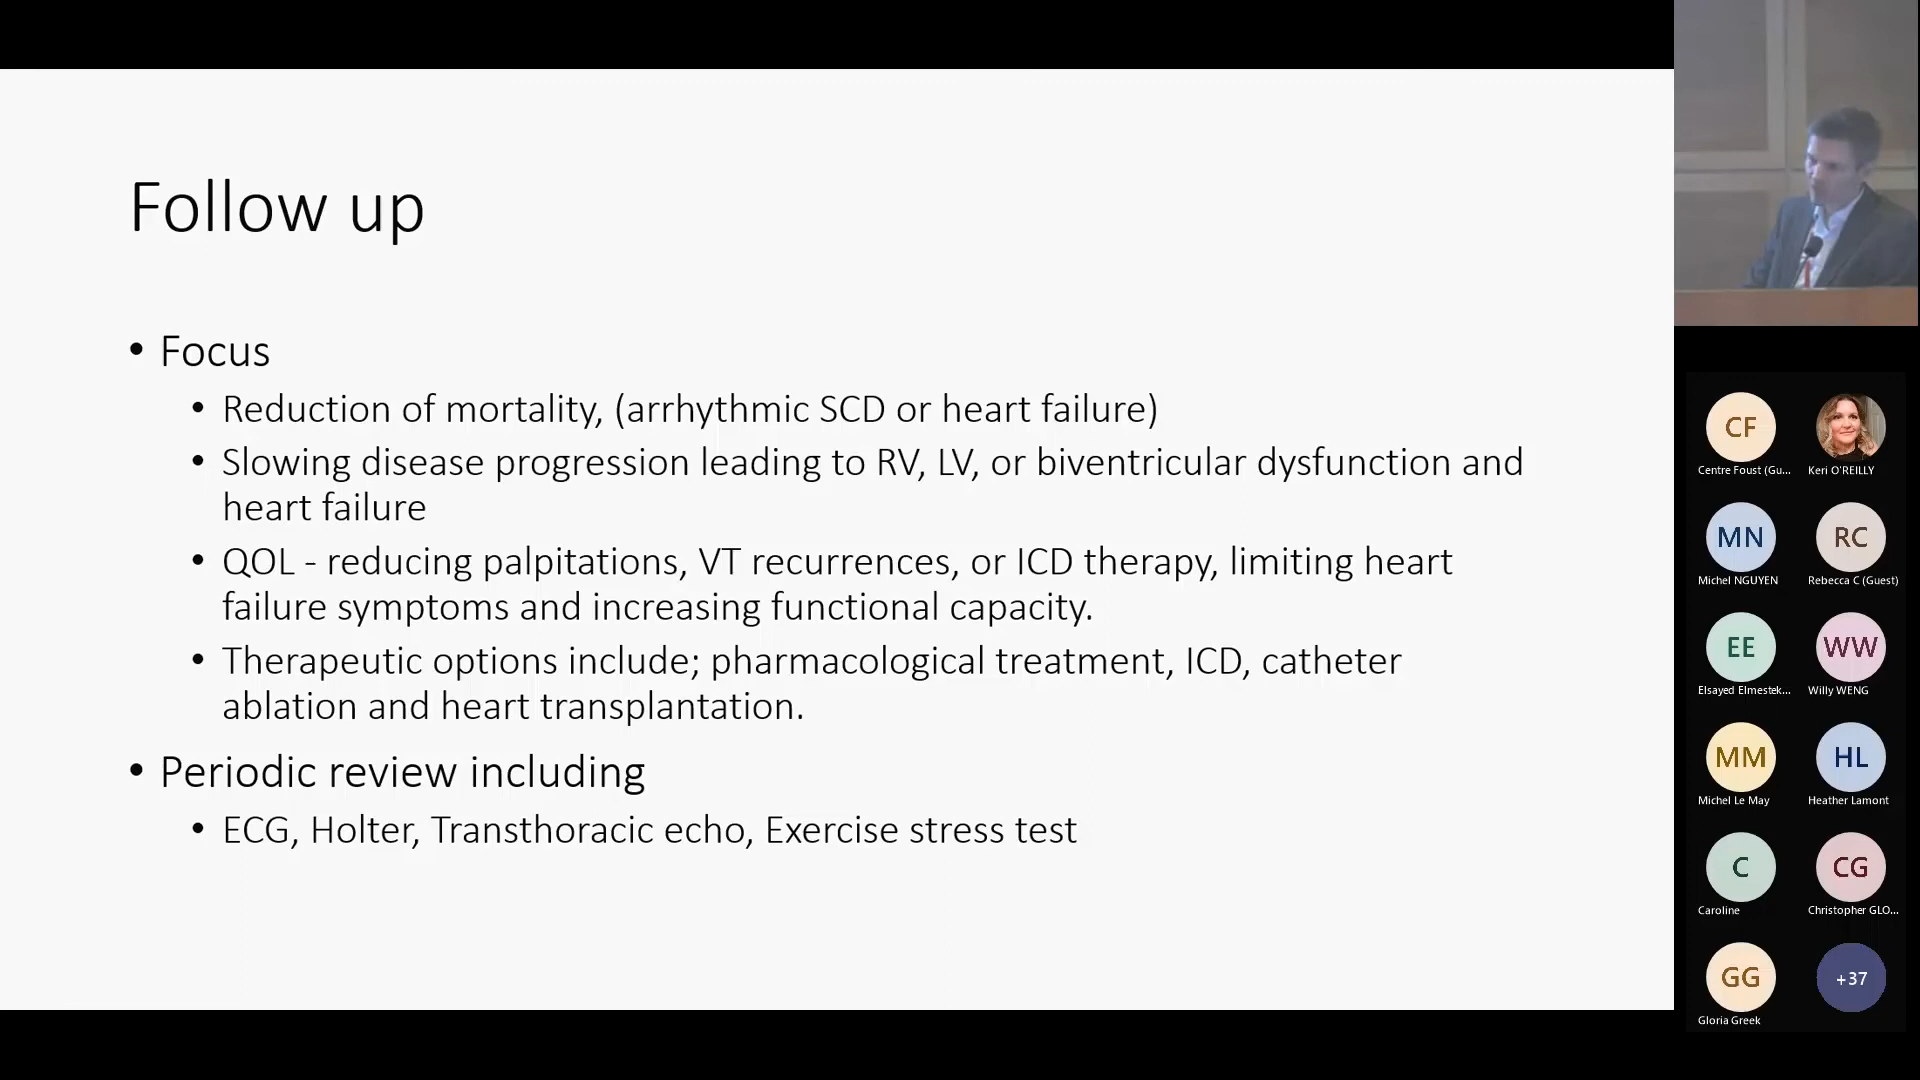 Follow up
• Focus
• Reduction of mortality, (arrhythmic SCD or heart failure)
• Slowing disease progression leading to RV, LV, or biventricular dysfunction and
heart failure
• QOL - reducing palpitations, VT recurrences, or ICD therapy, limiting heart
failure symptoms and increasing functional capacity.
• Therapeutic options include; pharmacological treatment, ICD, catheter
ablation and heart transplantation.
• Periodic review including
• ECG, Holter, Transthoracic echo, Exercise stress test
CF
Centre Foust (Gu...
Keri O'REILLY
MN
Michel NGUYEN
RC
Rebecca C (Guest)
EE
Elsayed Elmestek...
WW
Willy WENG
MM
Michel Le May
HL
Heather Lamont
C
Caroline
CG
Christopher GLO...
GG
Gloria Greek
+37